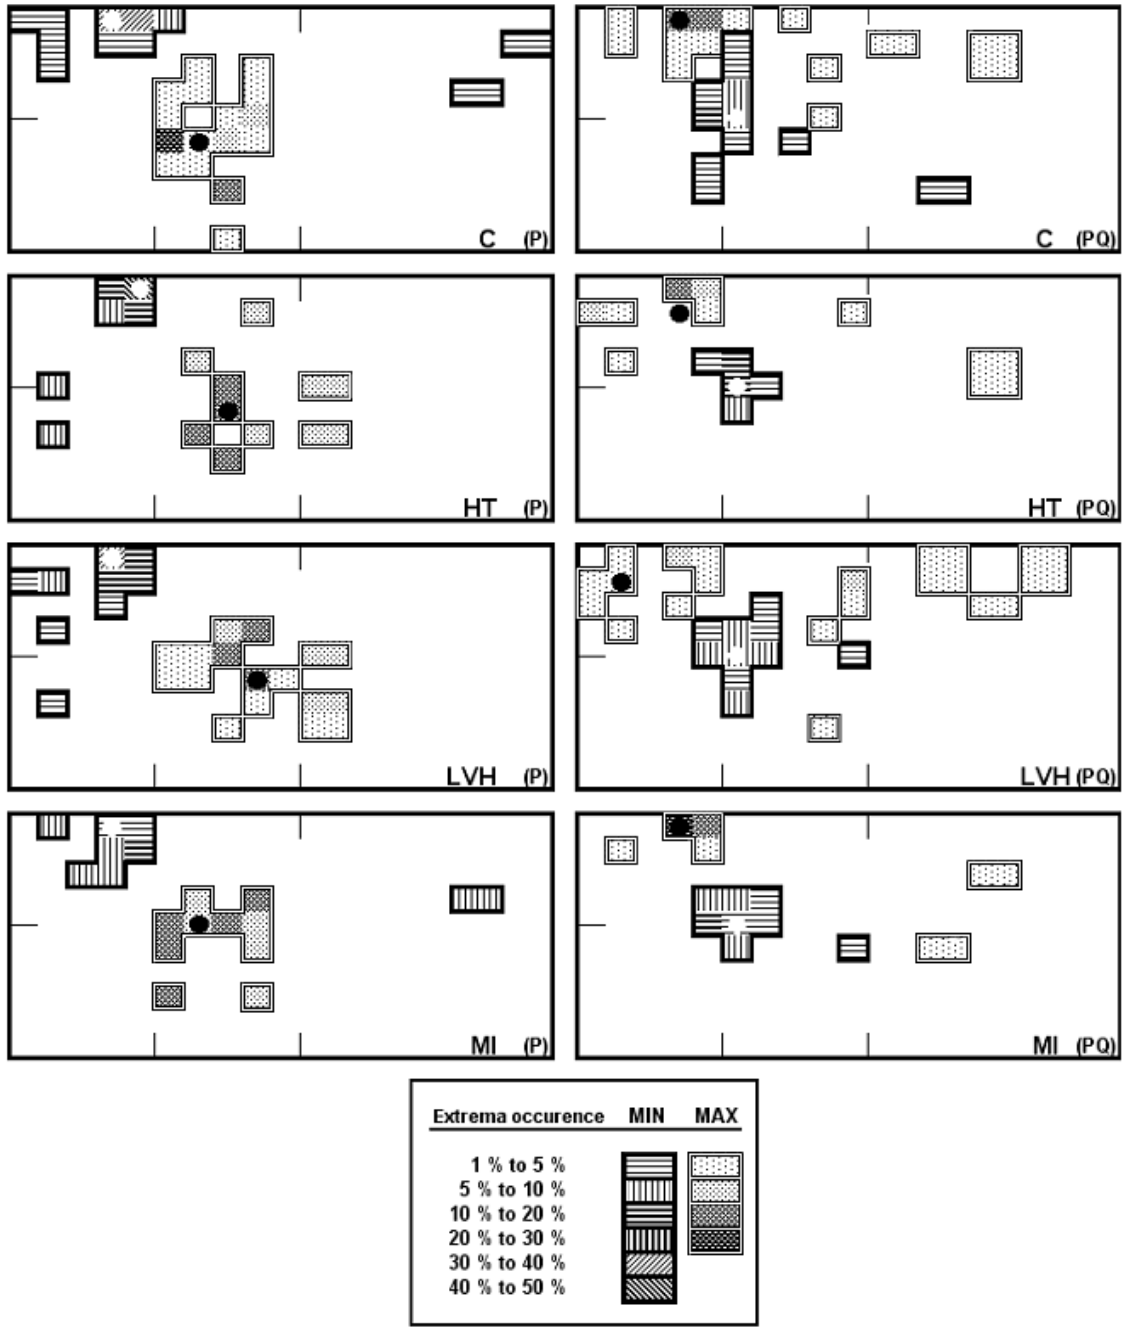 C (P)
C (PQ)
HT (P)
HT (PQ)
LVH (P)
LVH (PQ)
MI (P)
MI (PQ)
Extrema occurence MIN MAX
1 % to 5 %
5 % to 10 %
10 % to 20 %
20 % to 30 %
30 % to 40 %
40 % to 50 %